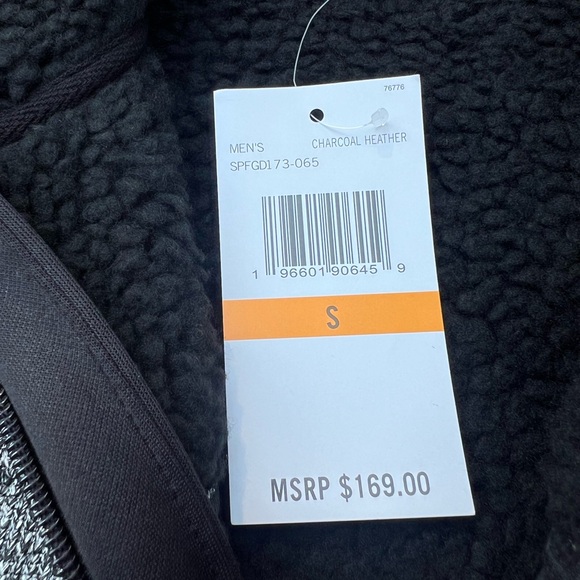 76776
MEN'S CHARCOAL HEATHER
SPFGD173-065
1 96601 90645 9
S
MSRP $169.00